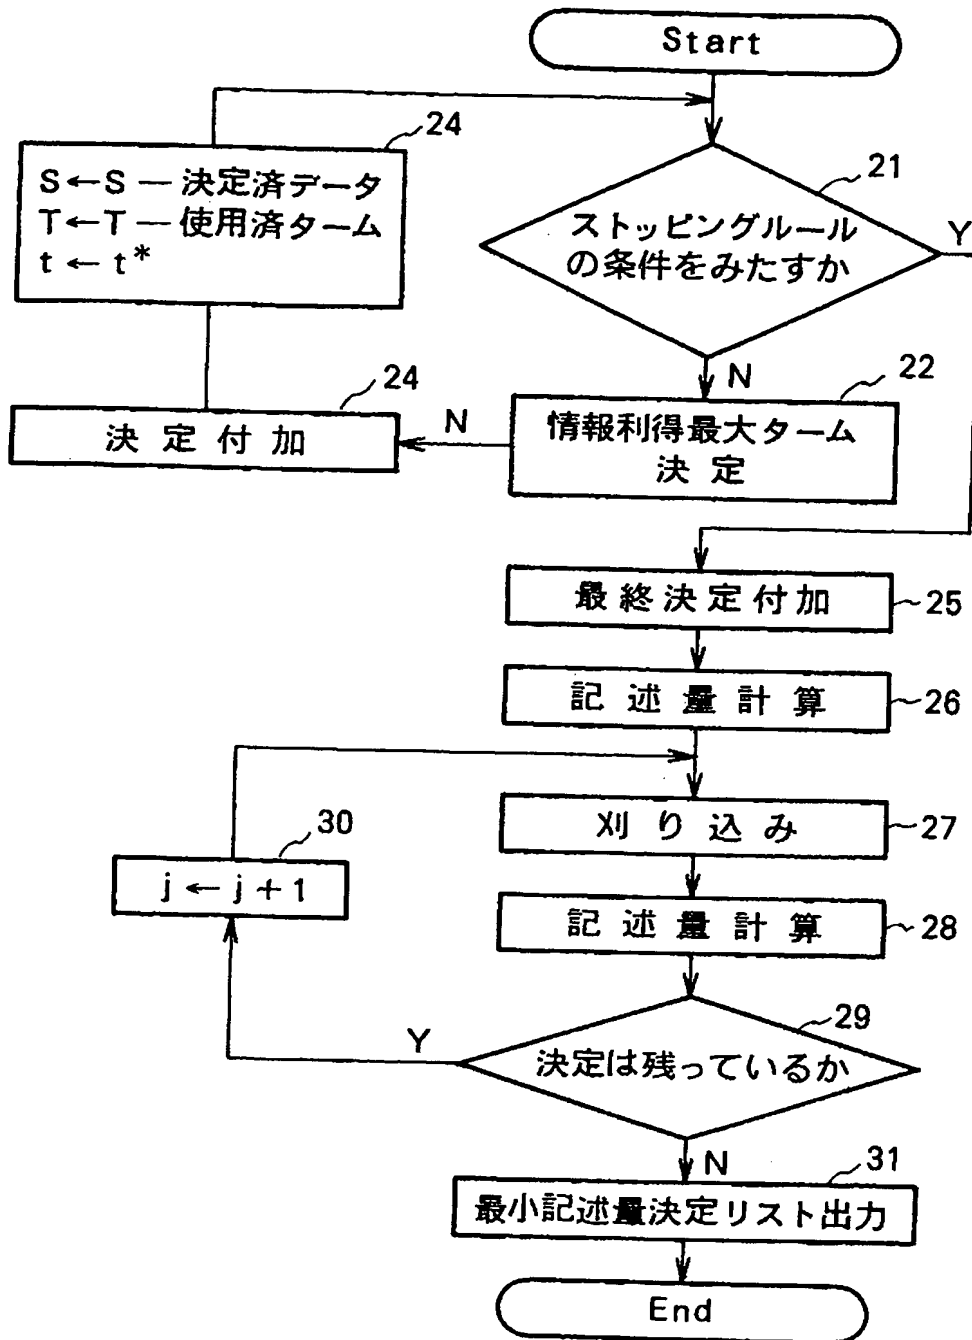 Start
24
S←S—決定済データ
T←T—使用済ターム
t←t*
21
ストッピングルール
の条件をみたすか
Y
N
24
決定付加
N
22
情報利得最大ターム
決定
最終決定付加
25
記述量計算
26
刈り込み
27
30
j←j+1
記述量計算
28
29
決定は残っているか
Y
N
31
最小記述量決定リスト出力
End